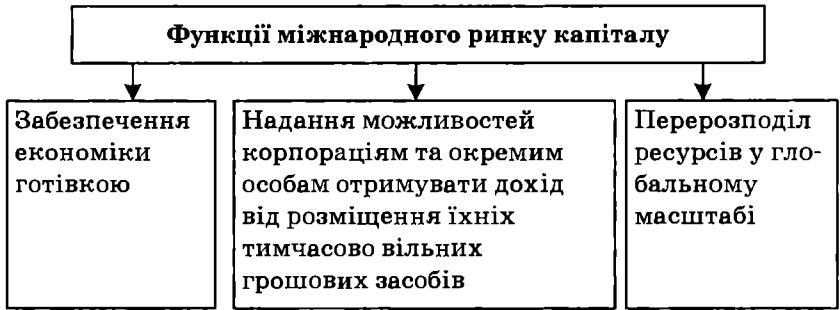 Функції міжнародного ринку капіталу
Забезпечення
економіки
готівкою
Надання можливостей
корпораціям та окремим
особам отримувати дохід
від розміщення їхніх
тимчасово вільних
грошових засобів
Перерозподіл
ресурсів у гло-
бальному
масштабі